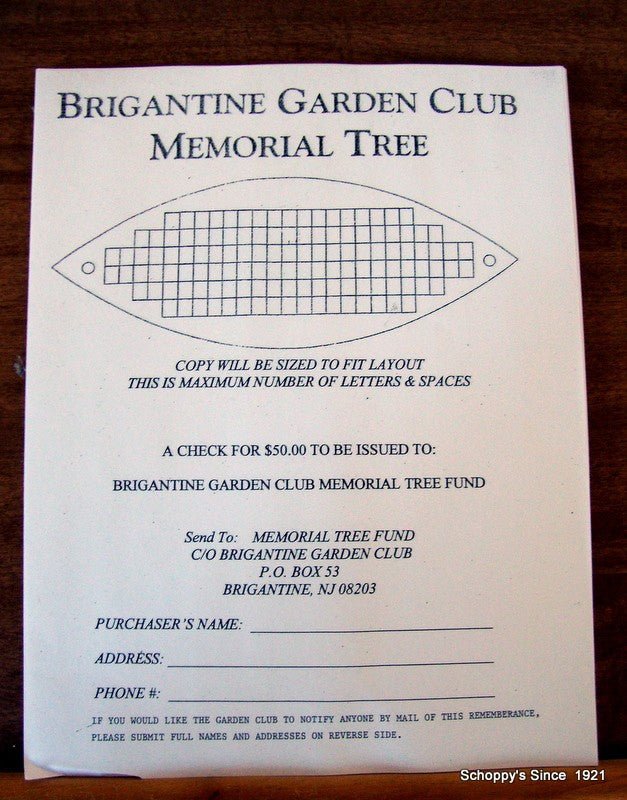 BRIGANTINE GARDEN CLUB
MEMORIAL TREE
COPY WILL BE SIZED TO FIT LAYOUT
THIS IS MAXIMUM NUMBER OF LETTERS & SPACES
A CHECK FOR $50.00 TO BE ISSUED TO:
BRIGANTINE GARDEN CLUB MEMORIAL TREE FUND
Send To: MEMORIAL TREE FUND
C/O BRIGANTINE GARDEN CLUB
P.O. BOX 53
BRIGANTINE, NJ 08203
PURCHASER'S NAME:
ADDRESS:
PHONE #:
IF YOU WOULD LIKE THE GARDEN CLUB TO NOTIFY ANYONE BY MAIL OF THIS REMEMBERANCE,
PLEASE SUBMIT FULL NAMES AND ADDRESSES ON REVERSE SIDE.
Schoppy's Since 1921